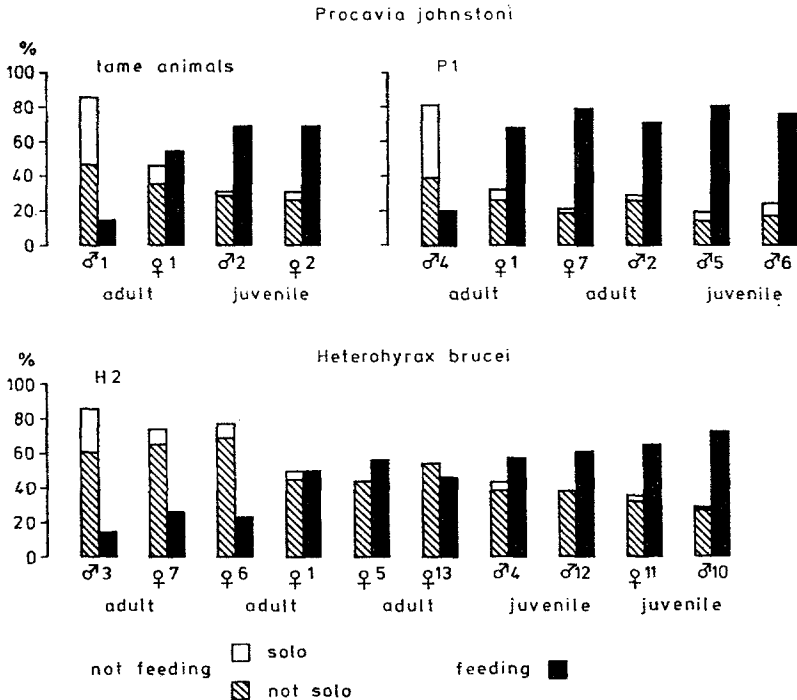 Procavia johnstoni
%
tame animals
P1
100
80
60
40
20
0
♂1 ♀1 ♂2 ♀2
adult juvenile
♂4 ♀1 ♀7 ♂2 ♂5 ♂6
adult adult juvenile
Heterohyrax brucei
%
H2
100
80
60
40
20
0
♂3 ♀7 ♀6 ♀1 ♀5 ♀13 ♂4 ♂12 ♀11 ♂10
adult adult adult juvenile juvenile
solo
not feeding feeding
not solo